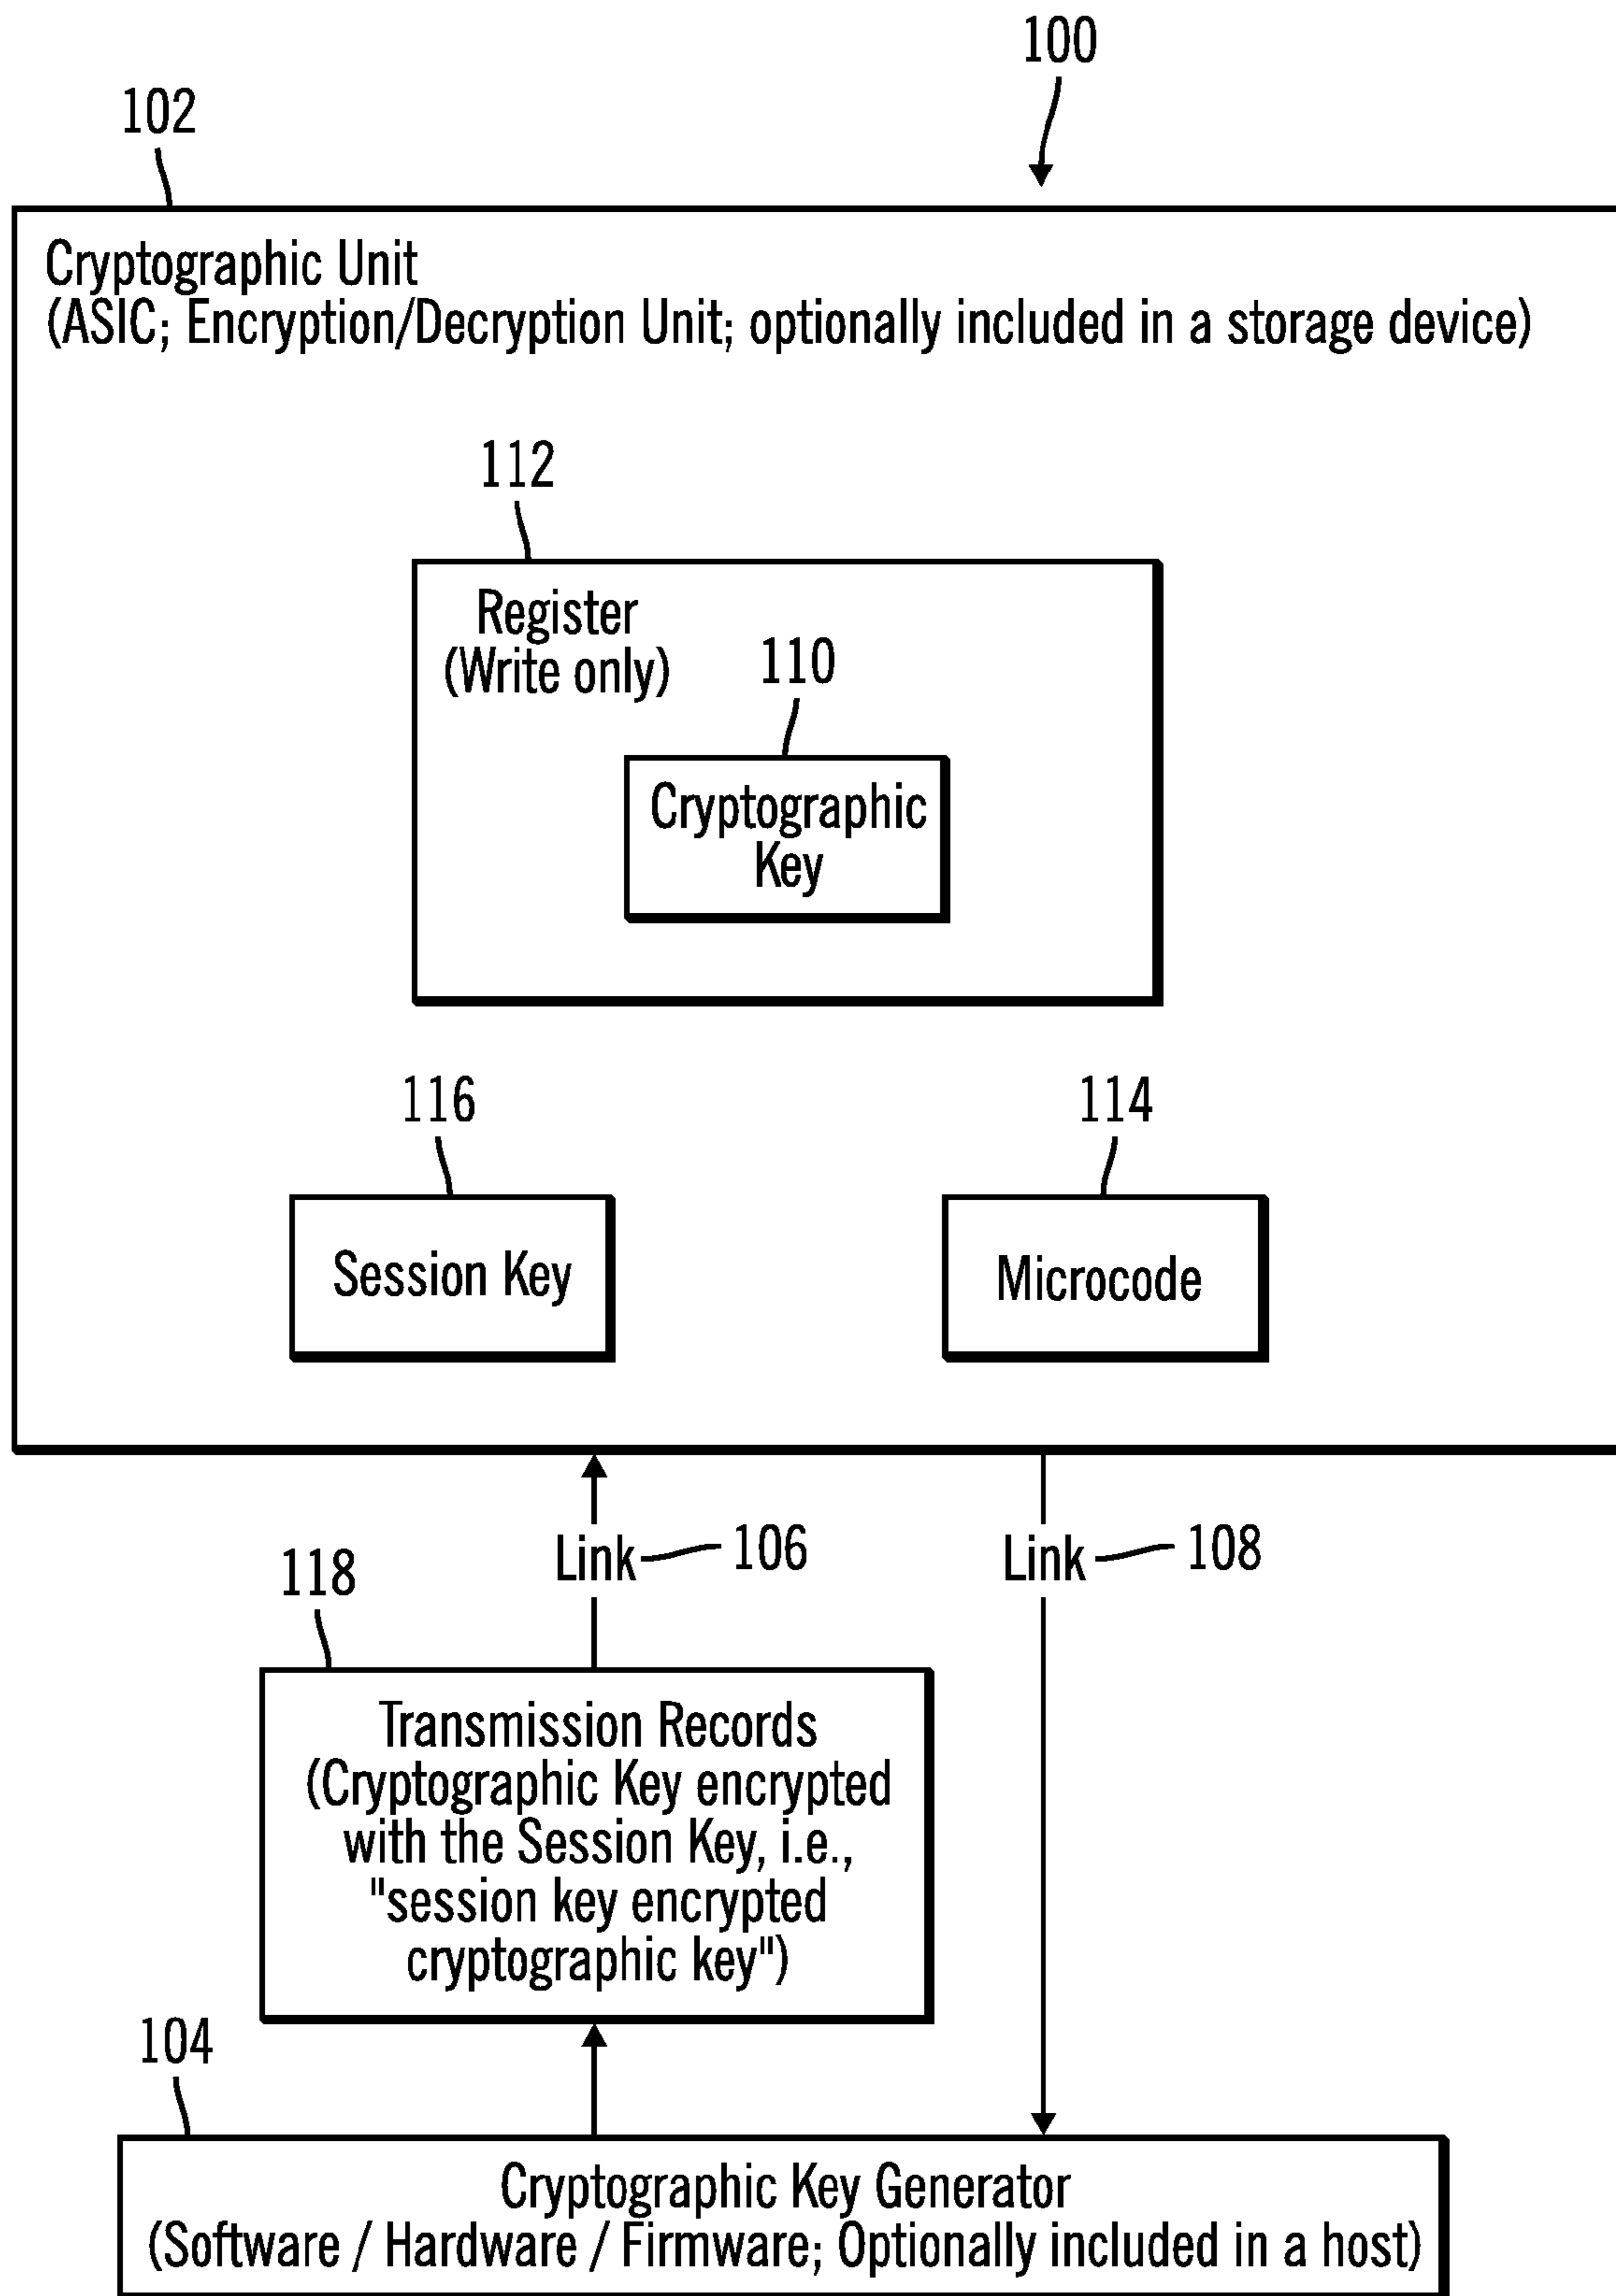 100
102
Cryptographic Unit
(ASIC; Encryption/Decryption Unit; optionally included in a storage device)
112
Register
(Write only)
110
Cryptographic
Key
116
114
Session Key
Microcode
Link
106
Link
108
118
Transmission Records
(Cryptographic Key encrypted
with the Session Key, i.e.,
"session key encrypted
cryptographic key")
104
Cryptographic Key Generator
(Software / Hardware / Firmware; Optionally included in a host)